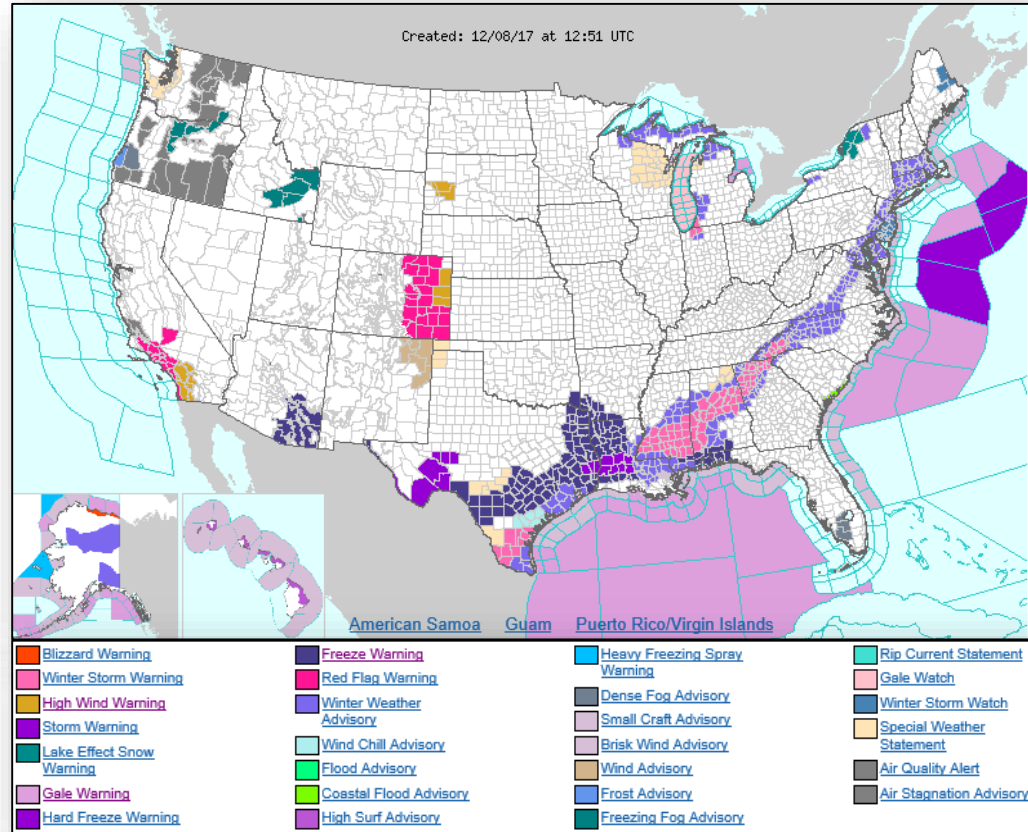 Created: 12/08/17 at 12:51 UTC
American Samoa Guam Puerto Rico/Virgin Islands
Blizzard Warning
Winter Storm Warning
High Wind Warning
Storm Warning
Lake Effect Snow
Warning
Gale Warning
Hard Freeze Warning
Freeze Warning
Red Flag Warning
Winter Weather
Advisory
Wind Chill Advisory
Flood Advisory
Coastal Flood Advisory
High Surf Advisory
Heavy Freezing Spray
Warning
Dense Fog Advisory
Small Craft Advisory
Brisk Wind Advisory
Wind Advisory
Frost Advisory
Freezing Fog Advisory
Rip Current Statement
Gale Watch
Winter Storm Watch
Special Weather
Statement
Air Quality Alert
Air Stagnation Advisory